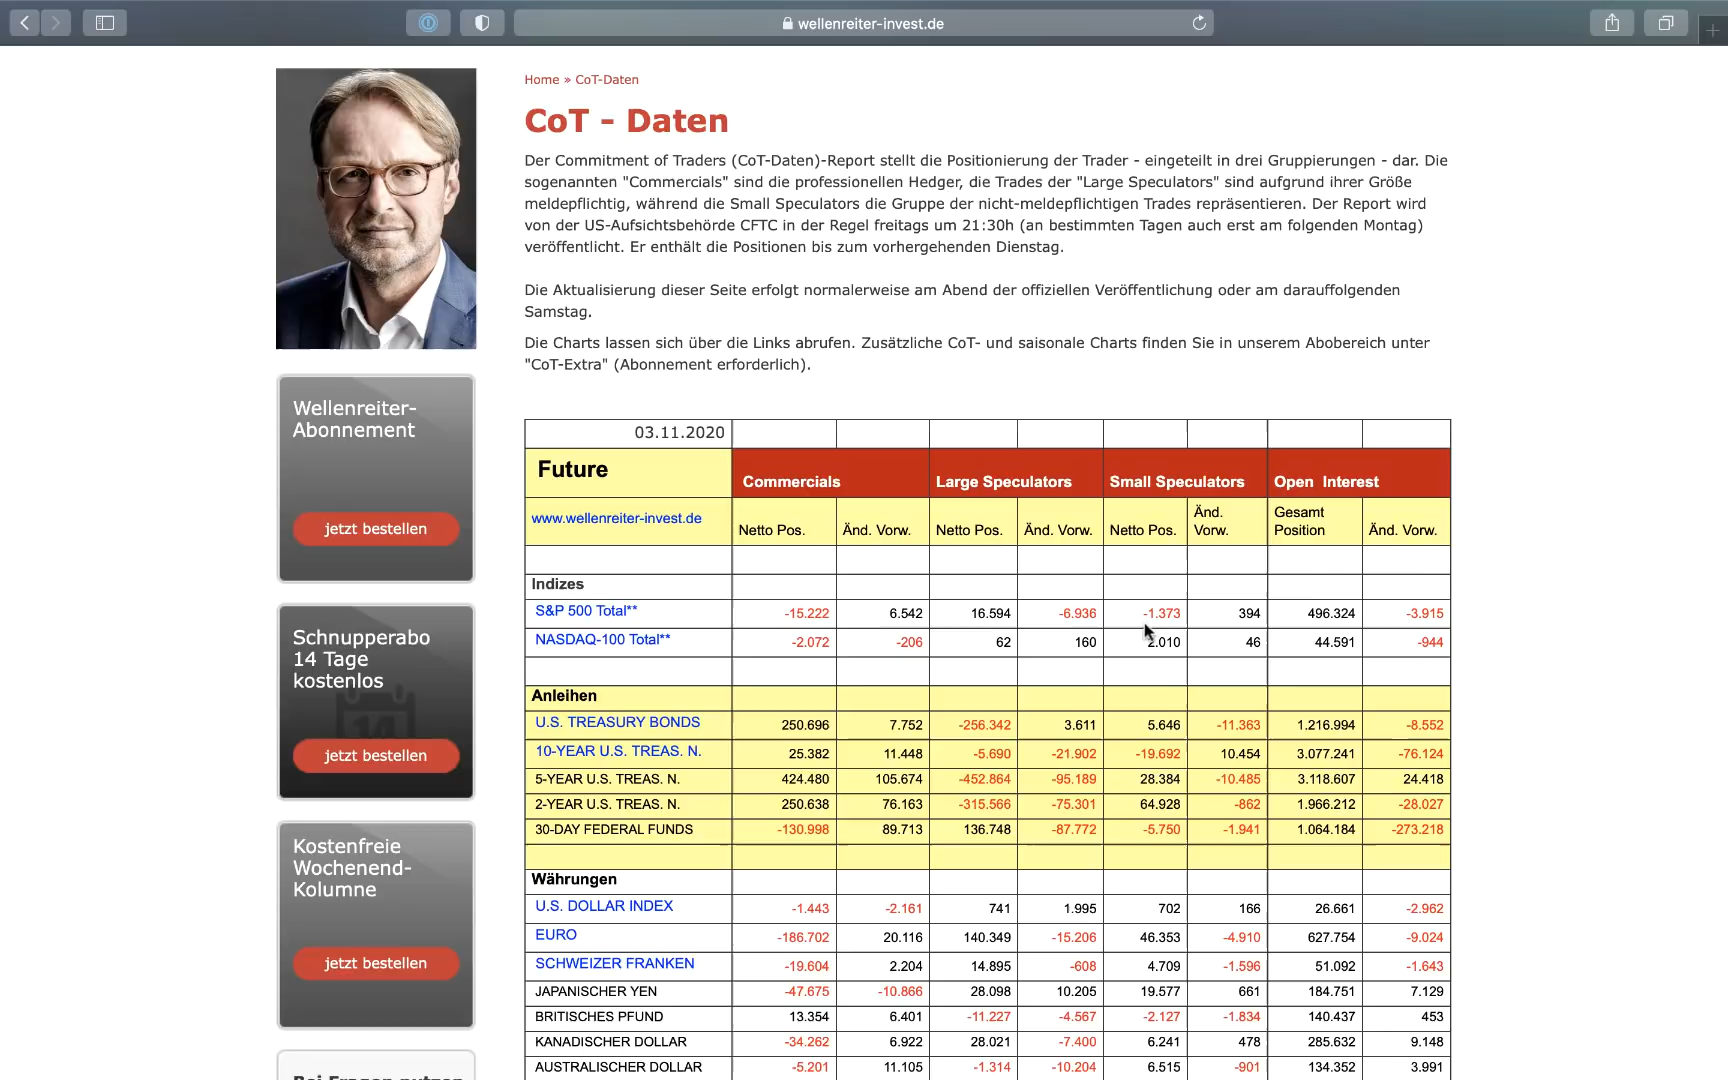 wellenreiter-invest.de
Home » CoT-Daten
CoT - Daten
Der Commitment of Traders (CoT-Daten)-Report stellt die Positionierung der Trader - eingeteilt in drei Gruppierungen - dar. Die
sogenannten "Commercials" sind die professionellen Hedger, die Trades der "Large Speculators" sind aufgrund ihrer Größe
meldepflichtig, während die Small Speculators die Gruppe der nicht-meldepflichtigen Trades repräsentieren. Der Report wird
von der US-Aufsichtsbehörde CFTC in der Regel freitags um 21:30h (an bestimmten Tagen auch erst am folgenden Montag)
veröffentlicht. Er enthält die Positionen bis zum vorhergehenden Dienstag.
Die Aktualisierung dieser Seite erfolgt normalerweise am Abend der offiziellen Veröffentlichung oder am darauffolgenden
Samstag.
Die Charts lassen sich über die Links abrufen. Zusätzliche CoT- und saisonale Charts finden Sie in unserem Abobereich unter
"CoT-Extra" (Abonnement erforderlich).
Wellenreiter-
Abonnement
jetzt bestellen
Schnupperabo
14 Tage
kostenlos
14
jetzt bestellen
Kostenfreie
Wochenend-
Kolumne
jetzt bestellen
03.11.2020
Future Commercials Large Speculators Small Speculators Open Interest
www.wellenreiter-invest.de Netto Pos. Änd. Vorw. Netto Pos. Änd. Vorw. Netto Pos. Änd. Vorw. Gesamt Position Änd. Vorw.
Indizes
S&P 500 Total** -15.222 6.542 16.594 -6.936 -1.373 394 496.324 -3.915
NASDAQ-100 Total** -2.072 -206 62 160 2.010 46 44.591 -944
Anleihen
U.S. TREASURY BONDS 250.696 7.752 -256.342 3.611 5.646 -11.363 1.216.994 -8.552
10-YEAR U.S. TREAS. N. 25.382 11.448 -5.690 -21.902 -19.692 10.454 3.077.241 -76.124
5-YEAR U.S. TREAS. N. 424.480 105.674 -452.864 -95.189 28.384 -10.485 3.118.607 24.418
2-YEAR U.S. TREAS. N. 250.638 76.163 -315.566 -75.301 64.928 -862 1.966.212 -28.027
30-DAY FEDERAL FUNDS -130.998 89.713 136.748 -87.772 -5.750 -1.941 1.064.184 -273.218
Währungen
U.S. DOLLAR INDEX -1.443 -2.161 741 1.995 702 166 26.661 -2.962
EURO -186.702 20.116 140.349 -15.206 46.353 -4.910 627.754 -9.024
SCHWEIZER FRANKEN -19.604 2.204 14.895 -608 4.709 -1.596 51.092 -1.643
JAPANISCHER YEN -47.675 -10.866 28.098 10.205 19.577 661 184.751 7.129
BRITISCHES PFUND 13.354 6.401 -11.227 -4.567 -2.127 -1.834 140.437 453
KANADISCHER DOLLAR -34.262 6.922 28.021 -7.400 6.241 478 285.632 9.148
AUSTRALISCHER DOLLAR -5.201 11.105 -1.314 -10.204 6.515 -901 134.352 3.991